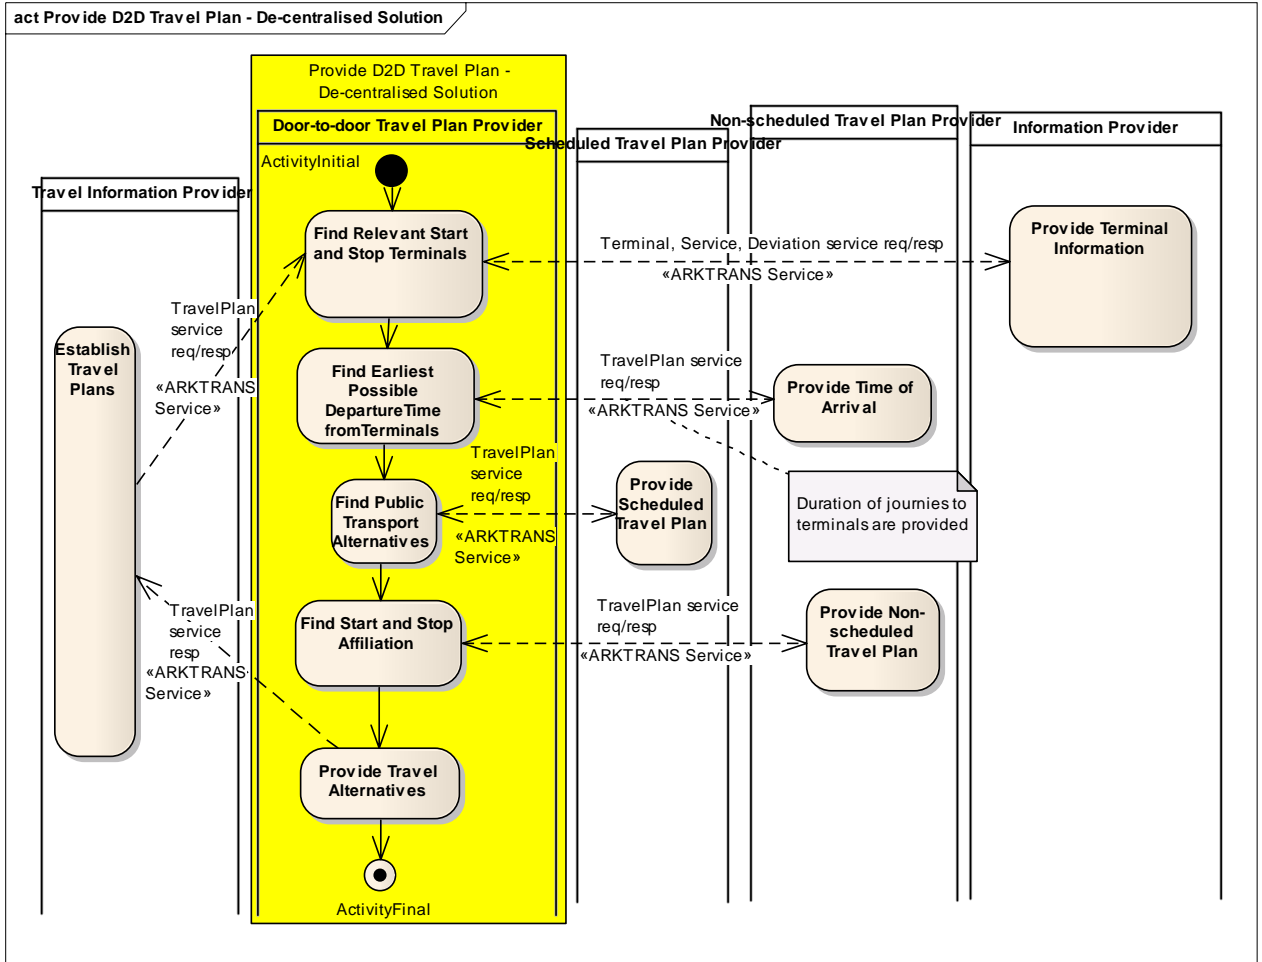 act Provide D2D Travel Plan - De-centralised Solution
Provide D2D Travel Plan -
De-centralised Solution
Travel Information Provider
Door-to-door Travel Plan Provider
Scheduled Travel Plan Provider
Non-scheduled Travel Plan Provider
Information Provider
ActivityInitial
Find Relevant Start
and Stop Terminals
Terminal, Service, Deviation service req/resp
«ARKTRANS Service»
Provide Terminal
Information
TravelPlan
service
req/resp
«ARKTRANS
Service»
Establish
Travel
Plans
Find Earliest
Possible
DepartureTime
fromTerminals
TravelPlan service
req/resp
«ARKTRANS Service»
Provide Time of
Arrival
TravelPlan
service
req/resp
«ARKTRANS
Service»
Find Public
Transport
Alternatives
Provide
Scheduled
Travel Plan
Duration of journies to
terminals are provided
TravelPlan
service
resp
«ARKTRANS
Service»
Find Start and Stop
Affiliation
TravelPlan service
req/resp
«ARKTRANS Service»
Provide Non-
scheduled
Travel Plan
Provide Travel
Alternatives
ActivityFinal